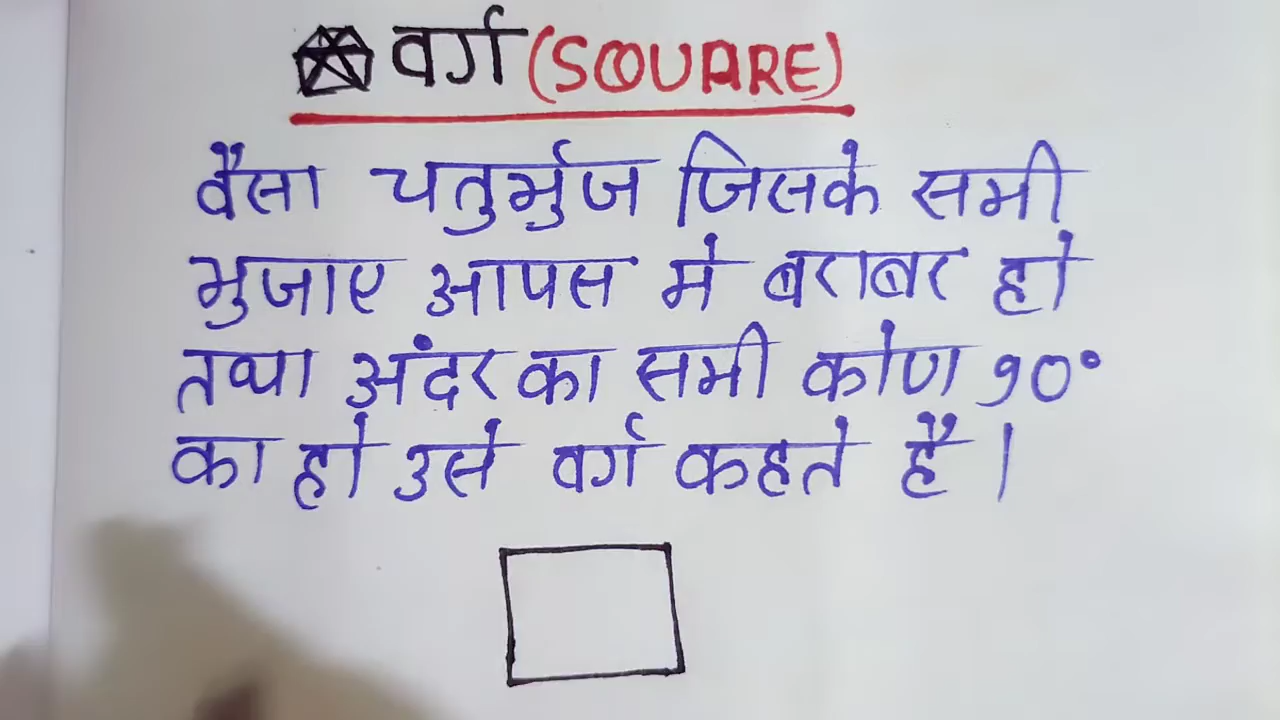 वर्ग (SQUARE)
वैसा चतुर्भुज जिसके सभी
भुजाए आपस मे बराबर हो
तथा अंदर का सभी कोण 90°
का हो उसे वर्ग कहते है।